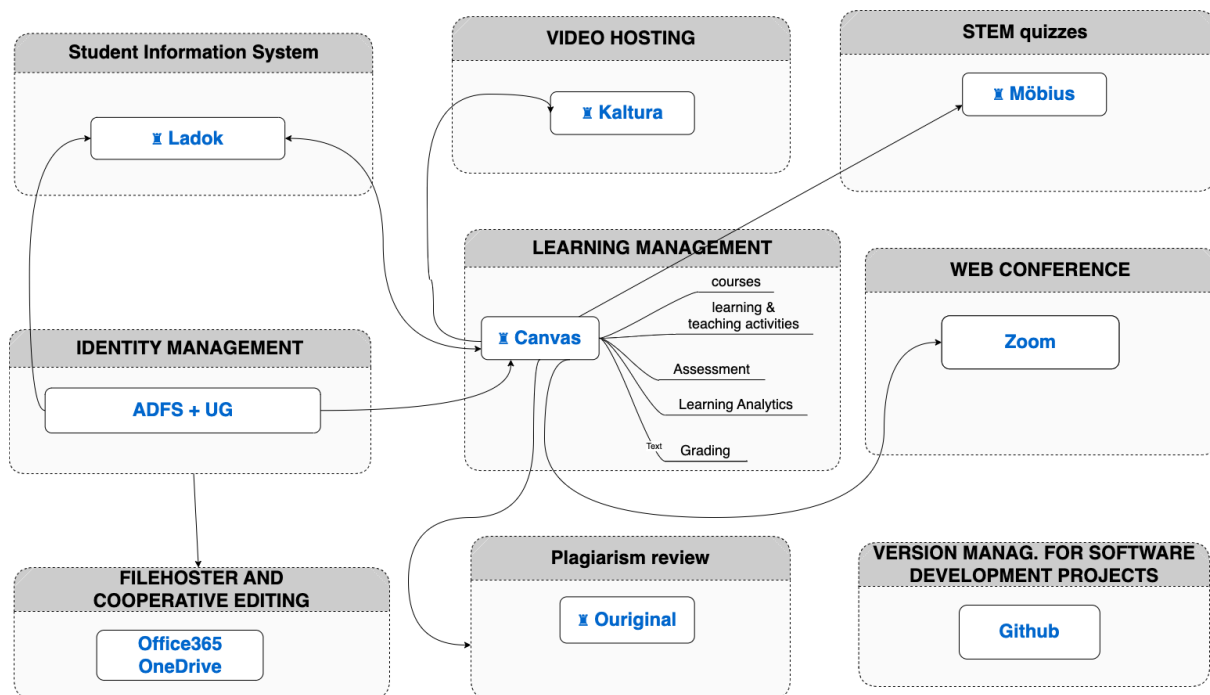 Student Information System
♜ Ladok
VIDEO HOSTING
♜ Kaltura
STEM quizzes
♜ Möbius
LEARNING MANAGEMENT
♜ Canvas
courses
learning &
teaching activities
Assessment
Learning Analytics
Text
Grading
WEB CONFERENCE
Zoom
IDENTITY MANAGEMENT
ADFS + UG
FILEHOSTER AND
COOPERATIVE EDITING
Office365
OneDrive
Plagiarism review
♜ Ouriginal
VERSION MANAG. FOR SOFTWARE
DEVELOPMENT PROJECTS
Github